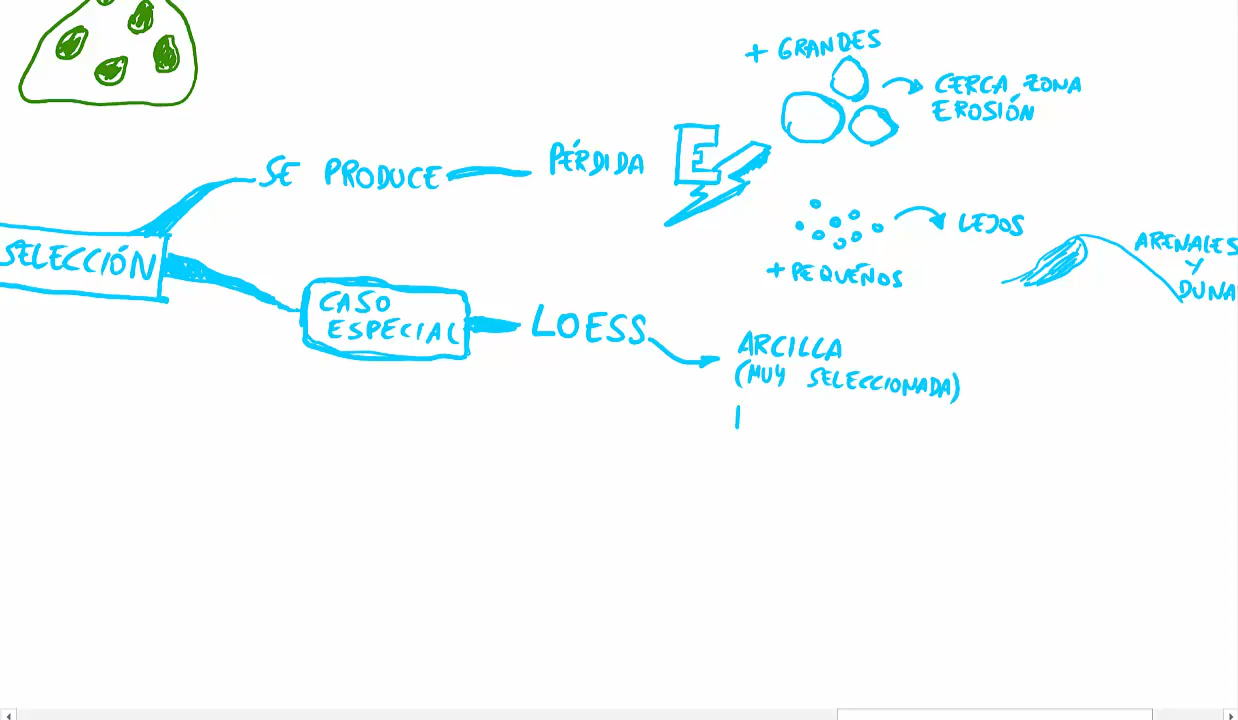 + GRANDES
CERCA ZONA
EROSIÓN
SE PRODUCE
PÉRDIDA
E
LEJOS
+ PEQUEÑOS
ARENALES
Y
DUNA
SELECCIÓN
CASO
ESPECIAL
LOESS
ARCILLA
(MUY SELECCIONADA)